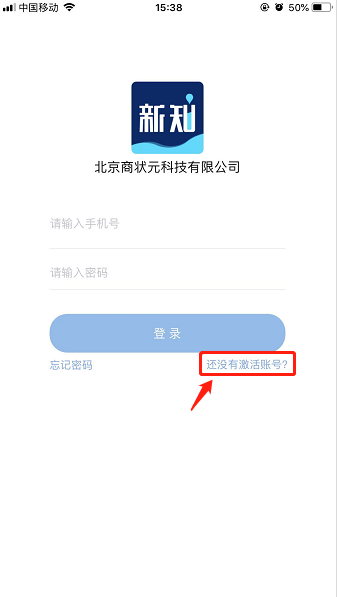 中国移动
15:38
50%
新知
北京商状元科技有限公司
请输入手机号
请输入密码
登录
忘记密码
还没有激活账号?